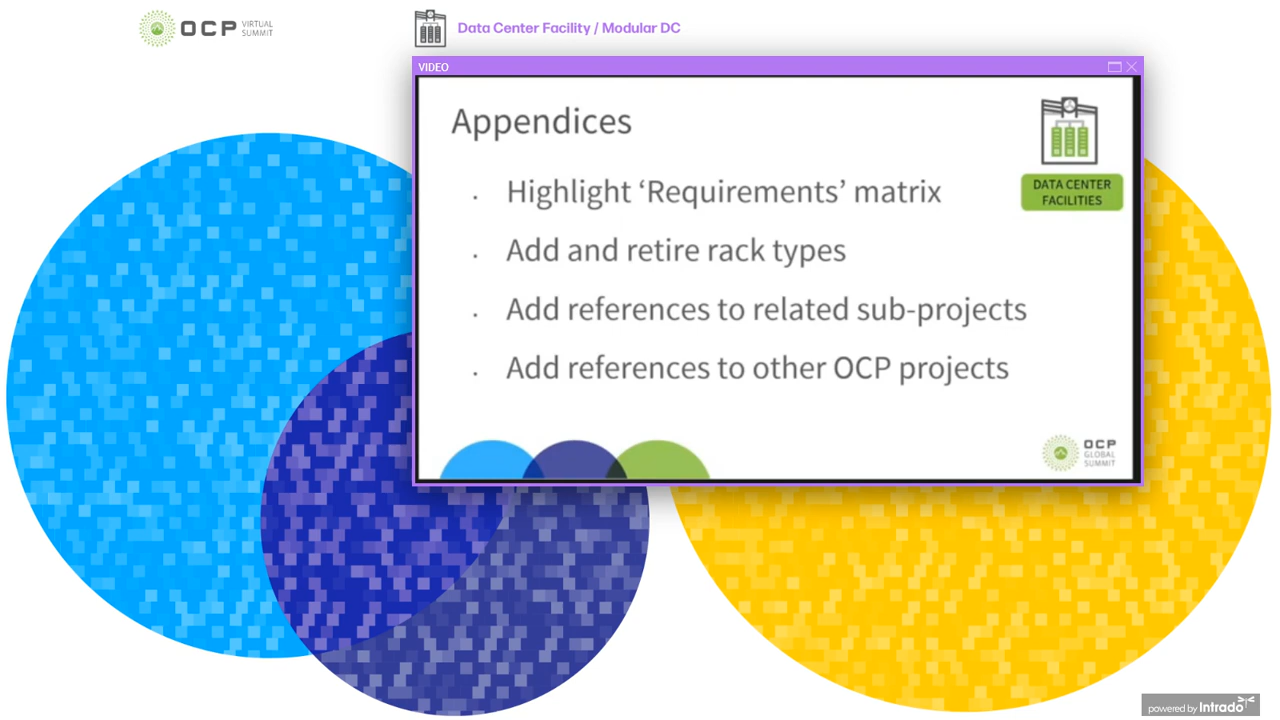 OCP VIRTUAL
SUMMIT
Data Center Facility / Modular DC
VIDEO
Appendices
DATA CENTER
FACILITIES
. Highlight ‘Requirements’ matrix
. Add and retire rack types
. Add references to related sub-projects
. Add references to other OCP projects
OCP
GLOBAL
SUMMIT
powered by Intrado